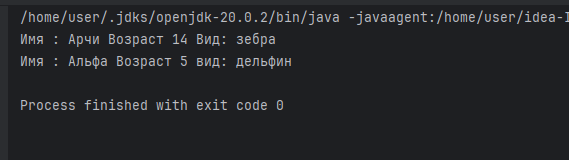 /home/user/.jdks/openjdk-20.0.2/bin/java -javaagent:/home/user/idea-
Имя : Арчи Возраст 14 Вид: зебра
Имя : Альфа Возраст 5 вид: дельфин
Process finished with exit code 0